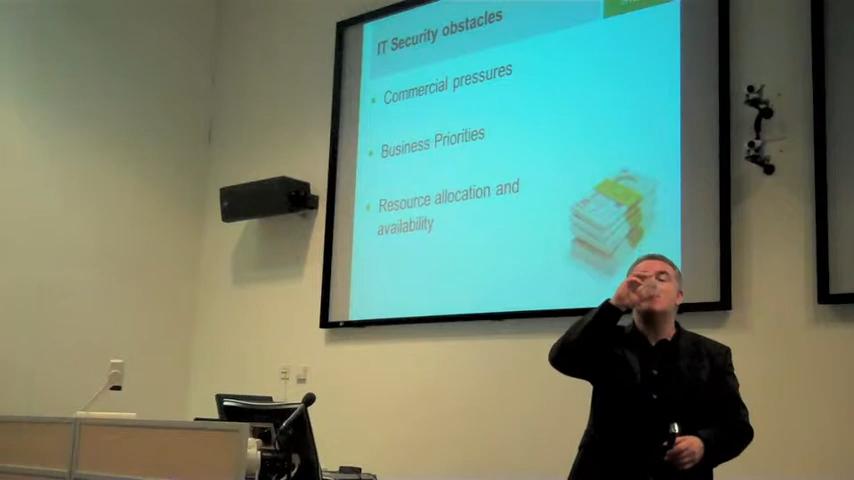 IT Security obstacles
Commercial pressures
Business Priorities
Resource allocation and
availability